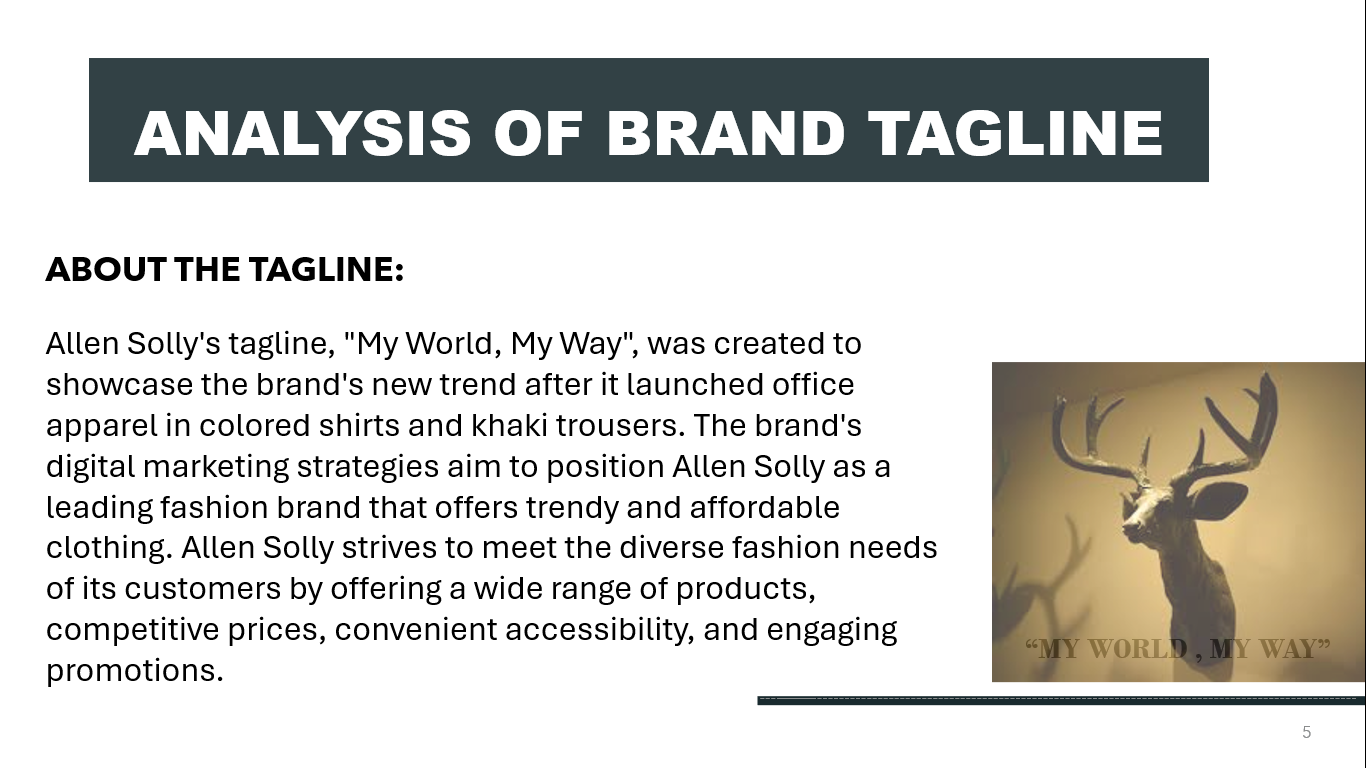 ANALYSIS OF BRAND TAGLINE
ABOUT THE TAGLINE:
Allen Solly's tagline, "My World, My Way", was created to
showcase the brand's new trend after it launched office
apparel in colored shirts and khaki trousers. The brand's
digital marketing strategies aim to position Allen Solly as a
leading fashion brand that offers trendy and affordable
clothing. Allen Solly strives to meet the diverse fashion needs
of its customers by offering a wide range of products,
competitive prices, convenient accessibility, and engaging
promotions.
“MY WORLD , MY WAY”
5